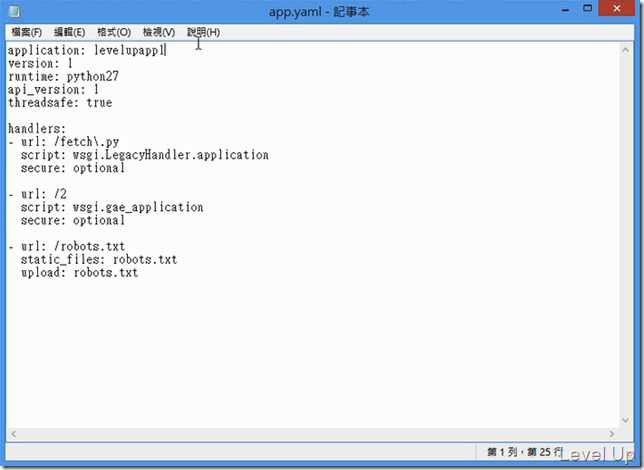 app.yaml - 記事本
檔案(F) 編輯(E) 格式(O) 檢視(V) 說明(H)
application: levelupapp1
version: 1
runtime: python27
api_version: 1
threadsafe: true
handlers:
- url: /fetch\.py
script: wsgi.LegacyHandler.application
secure: optional
- url: /2
script: wsgi.gae_application
secure: optional
- url: /robots.txt
static_files: robots.txt
upload: robots.txt
第 1 列，第 25 行
Level Up